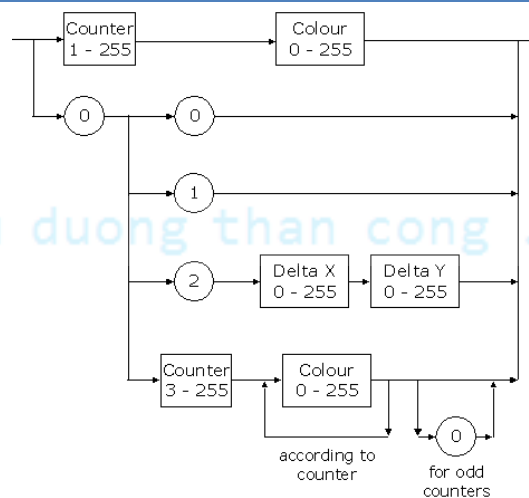 Counter
1 - 255
Colour
0 - 255
0
0
1
duong than cong .
2
Delta X
0 - 255
Delta Y
0 - 255
Counter
3 - 255
Colour
0 - 255
0
according to
counter
for odd
counters